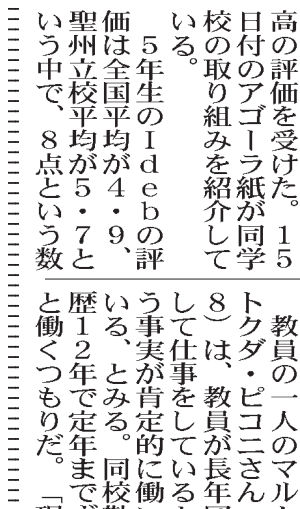 高の評価を受けた。15
日付のアゴーラ紙が同学
校の取り組みを紹介して
いる。
　5年生のIdebの評
価は全国平均が4・9、
聖州立校平均が5・7と
いう中で、8点という数
　教員の一人のマル
トクダ・ピコニさん
8）は、教員が長年同
して仕事をしている
う事実が肯定的に働
いる、とみる。同校勤
歴12年で定年まで
と働くつもりだ。「現